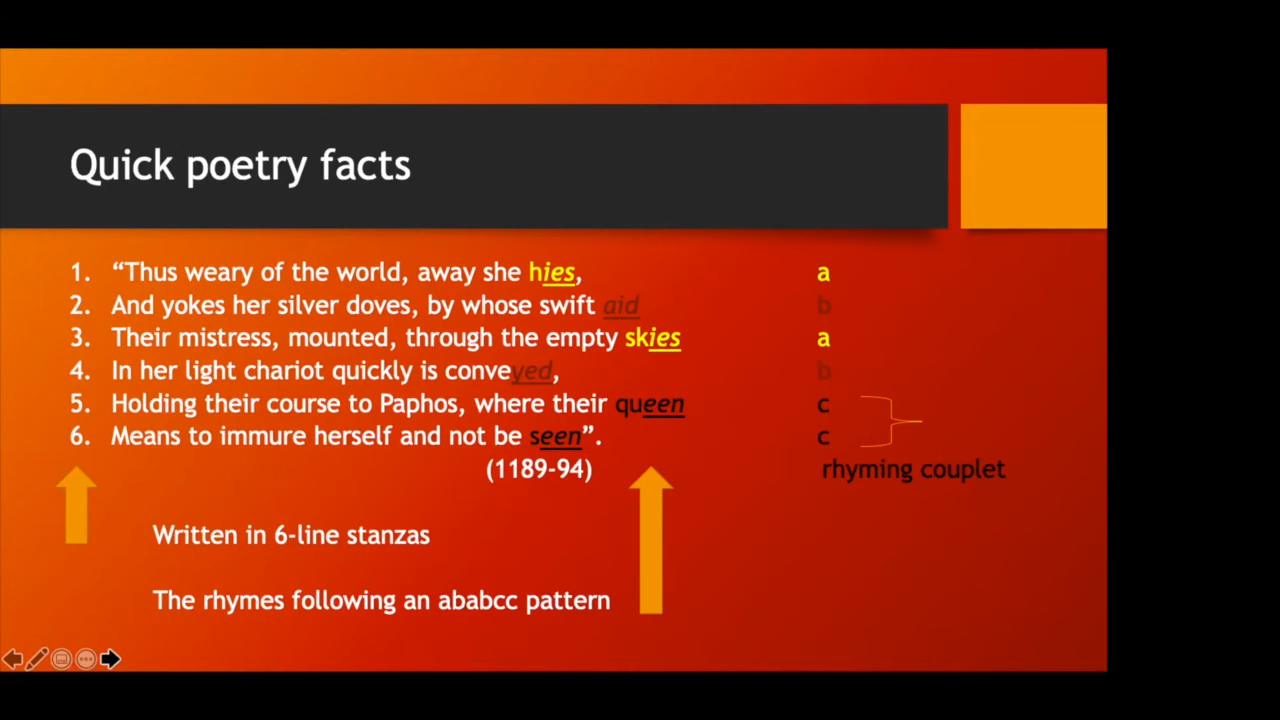 Quick poetry facts
1. “Thus weary of the world, away she hies, a
2. And yokes her silver doves, by whose swift aid b
3. Their mistress, mounted, through the empty skies a
4. In her light chariot quickly is conveyed, b
5. Holding their course to Paphos, where their queen c
6. Means to immure herself and not be seen”. c
(1189-94) rhyming couplet
Written in 6-line stanzas
The rhymes following an ababcc pattern